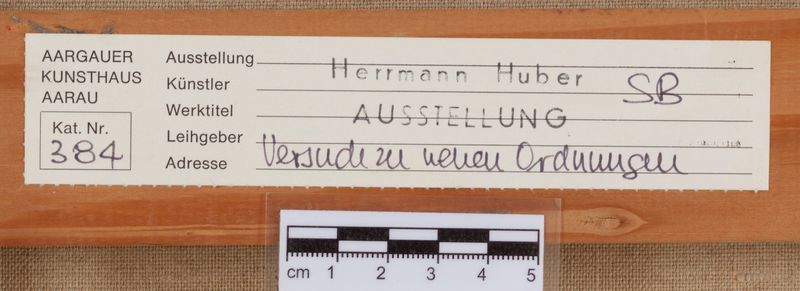 AARGAUER
KUNSTHAUS
AARAU
Kat. Nr.
384
Ausstellung
Künstler Herrmann Huber SB
Werktitel AUSSTELLUNG
Leihgeber
Adresse Versuch zu neuen Ordnungen
cm 1 2 3 4 5